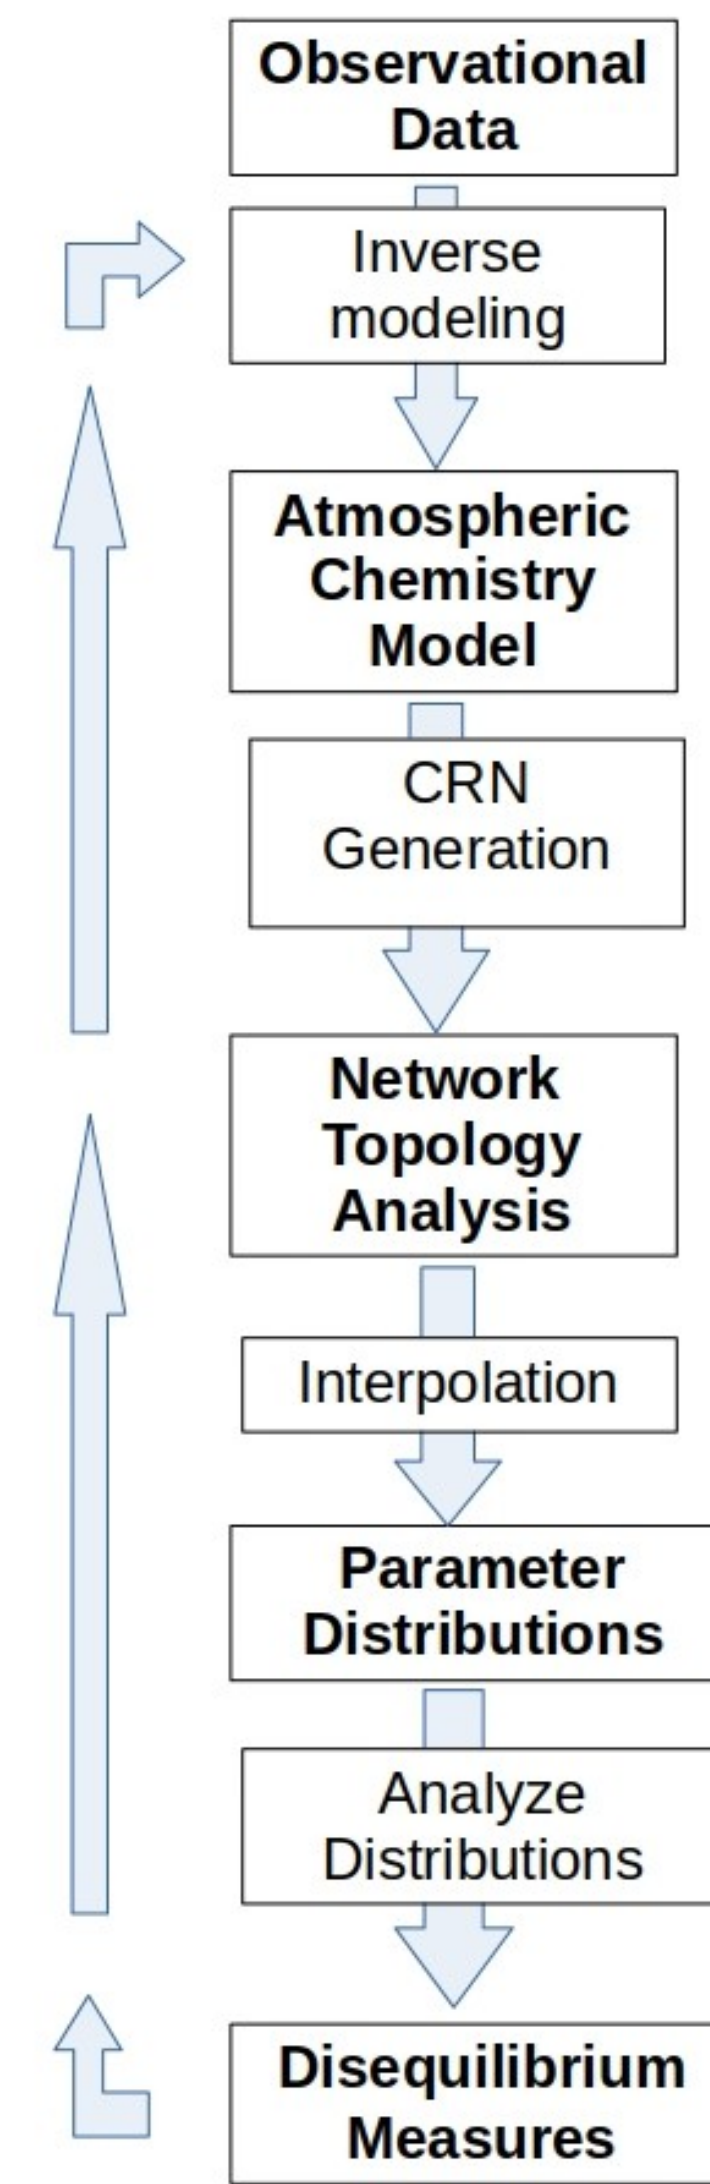 Observational
Data
Inverse
modeling
Atmospheric
Chemistry
Model
CRN
Generation
Network
Topology
Analysis
Interpolation
Parameter
Distributions
Analyze
Distributions
Disequilibrium
Measures